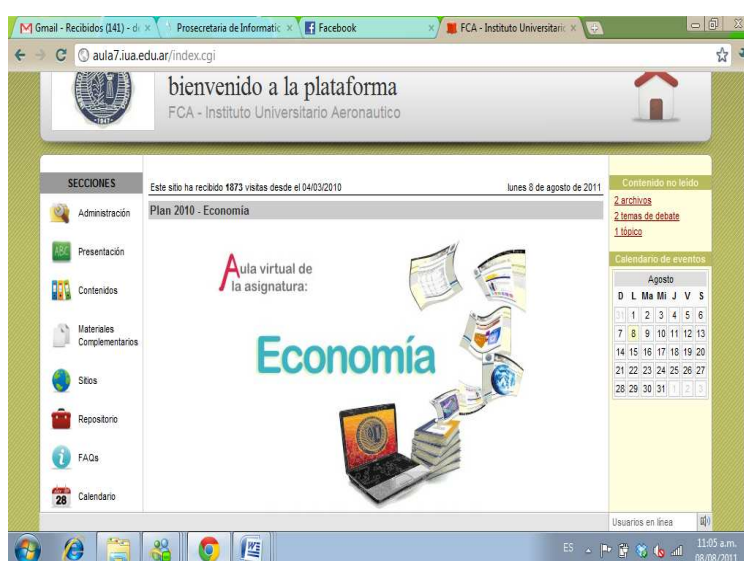 Gmail - Recibidos (141) - di
Prosecretaria de Informatic
Facebook
FCA - Instituto Universitario
aula7.iua.edu.ar/index.cgi
-1947-
bienvenido a la plataforma
FCA - Instituto Universitario Aeronautico
SECCIONES
Administración
Presentación
Contenidos
Materiales
Complementarios
Sitios
Repositorio
FAQs
Calendario
Este sitio ha recibido 1873 visitas desde el 04/03/2010
lunes 8 de agosto de 2011
Plan 2010 - Economía
Aula virtual de
la asignatura:
Economía
Contenido no leído
2 archivos
2 temas de debate
1 tópico
Calendario de eventos
Agosto
D L Ma Mi J V S
31 1 2 3 4 5 6
7 8 9 10 11 12 13
14 15 16 17 18 19 20
21 22 23 24 25 26 27
28 29 30 31 1 2 3
Usuarios en línea
ES
11:05 a.m.
08/08/2011